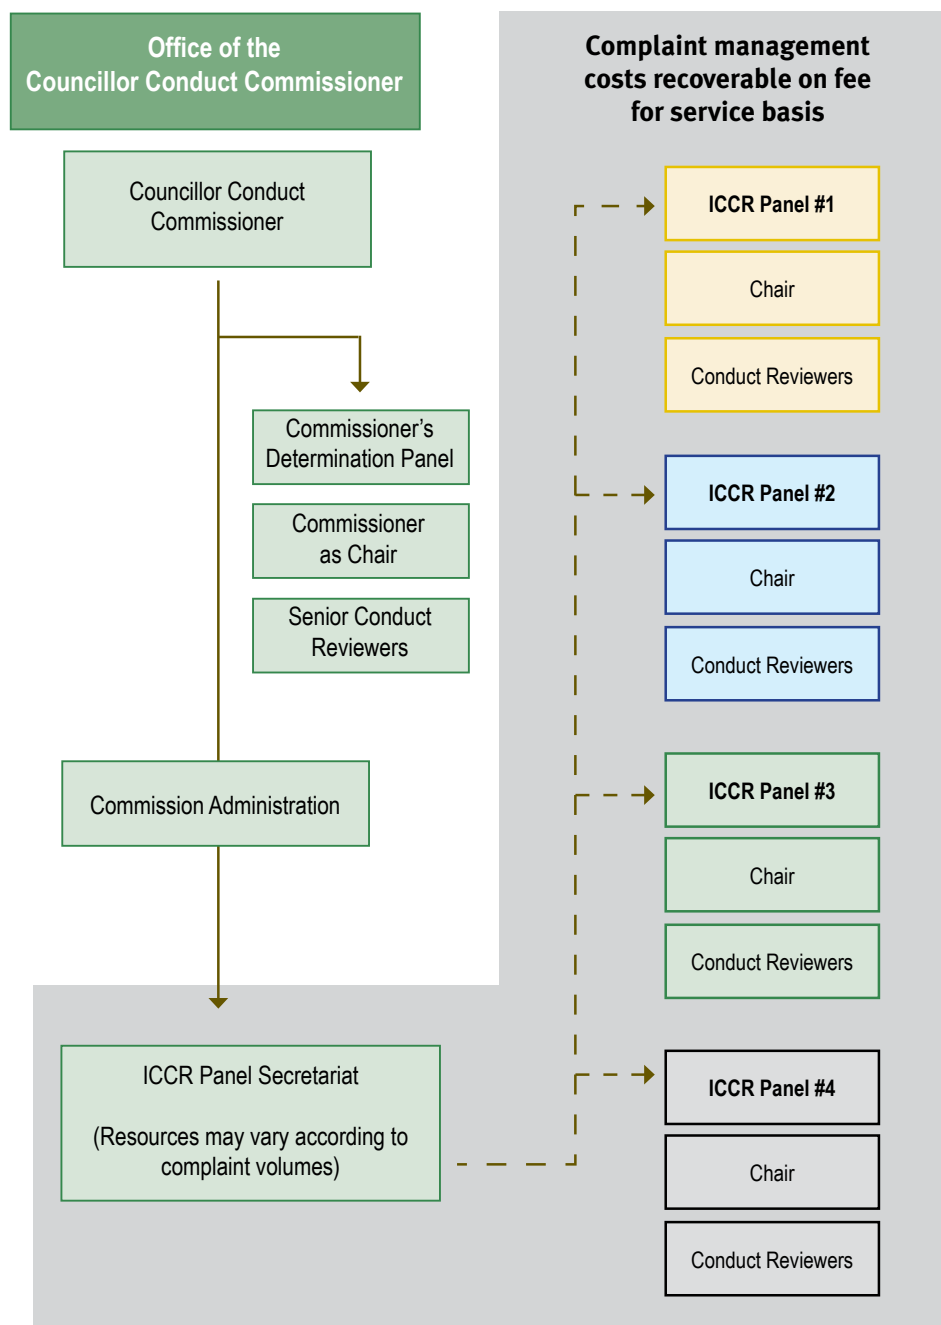 Office of the
Councillor Conduct Commissioner
Councillor Conduct
Commissioner
Commissioner's
Determination Panel
Commissioner
as Chair
Senior Conduct
Reviewers
Commission Administration
ICCR Panel Secretariat
(Resources may vary according to
complaint volumes)
Complaint management
costs recoverable on fee
for service basis
ICCR Panel #1
Chair
Conduct Reviewers
ICCR Panel #2
Chair
Conduct Reviewers
ICCR Panel #3
Chair
Conduct Reviewers
ICCR Panel #4
Chair
Conduct Reviewers